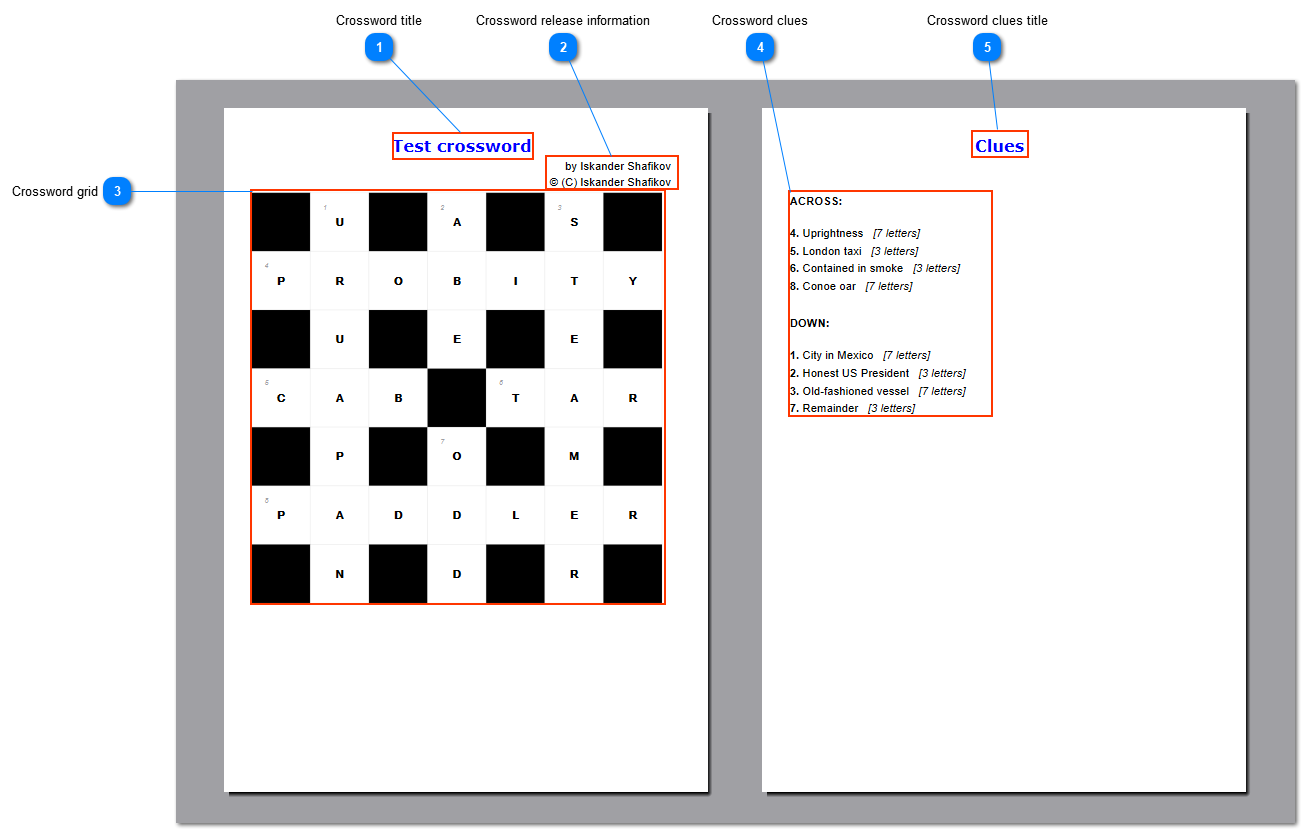 Crossword title
Crossword release information
Crossword clues
Crossword clues title
1
2
4
5
Test crossword
Clues
by Iskander Shafikov
© (C) Iskander Shafikov
Crossword grid 3
1 U 2 A 3 S
4 P R O B I T Y
U E E
5 C A B 6 T A R
P 7 O M
8 P A D D L E R
N D R
ACROSS:
4. Uprightness [7 letters]
5. London taxi [3 letters]
6. Contained in smoke [3 letters]
8. Conoe oar [7 letters]
DOWN:
1. City in Mexico [7 letters]
2. Honest US President [3 letters]
3. Old-fashioned vessel [7 letters]
7. Remainder [3 letters]